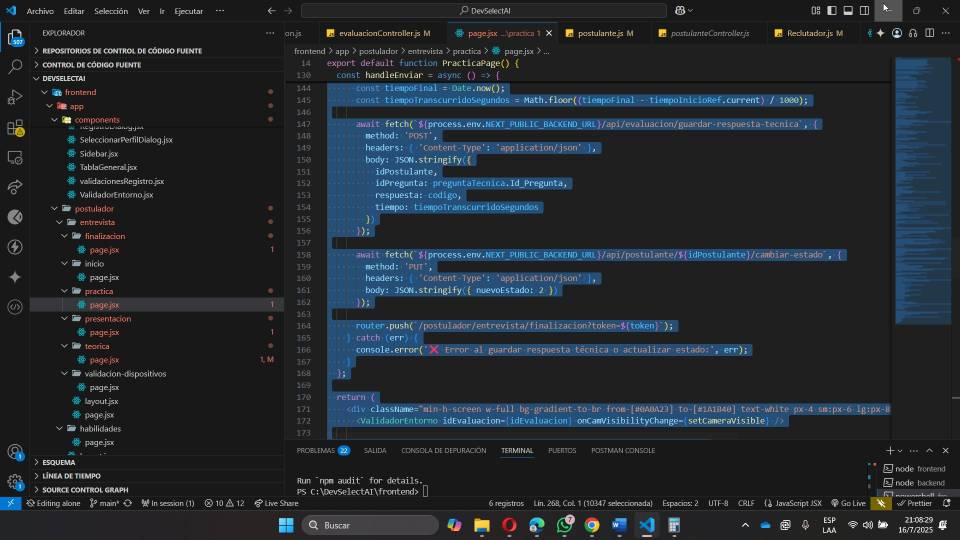 Archivo Editar Selección Ver Ir Ejecutar ...
DevSelectAI
EXPLORADOR
REPOSITORIOS DE CONTROL DE CÓDIGO FUENTE
CONTROL DE CÓDIGO FUENTE
DEVSELECTAI
frontend
app
components
RegistroDialog.jsx
SeleccionarPerfilDialog.jsx
Sidebar.jsx
TablaGeneral.jsx
validacionesRegistro.jsx
ValidadorEntorno.jsx
postulador
entrevista
finalizacion
page.jsx 1
inicio
page.jsx
practica
page.jsx 1
presentacion
page.jsx 1
teorica
page.jsx 1, M
validacion-dispositivos
page.jsx
layout.jsx
page.jsx
habilidades
page.jsx
ESQUEMA
LÍNEA DE TIEMPO
SOURCE CONTROL GRAPH
on.js evaluacionController.js M page.jsx ...\practica 1 postulante.js M postulanteController.js Reclutador.js M
frontend > app > postulador > entrevista > practica > page.jsx > ...
14 export default function PracticaPage() {
130 const handleEnviar = async () => {
144 const tiempoFinal = Date.now();
145 const tiempoTranscurridoSegundos = Math.floor((tiempoFinal - tiempoInicioRef.current) / 1000);
146
147 await fetch(`${process.env.NEXT_PUBLIC_BACKEND_URL}/api/evaluacion/guardar-respuesta-tecnica`, {
148 method: 'POST',
149 headers: { 'Content-Type': 'application/json' },
150 body: JSON.stringify({
151 idPostulante,
152 idPregunta: preguntaTecnica.Id_Pregunta,
153 respuesta: codigo,
154 tiempo: tiempoTranscurridoSegundos
155 })
156 });
157
158 await fetch(`${process.env.NEXT_PUBLIC_BACKEND_URL}/api/postulante/${idPostulante}/cambiar-estado`, {
159 method: 'PUT',
160 headers: { 'Content-Type': 'application/json' },
161 body: JSON.stringify({ nuevoEstado: 2 })
162 });
163
164 router.push(`/postulador/entrevista/finalizacion?token=${token}`);
165 } catch (err) {
166 console.error("❌ Error al guardar respuesta técnica o actualizar estado:", err);
167 }
168 };
169
170 return (
171 <div className="min-h-screen w-full bg-gradient-to-br from-[#0A0A23] to-[#1A1B40] text-white px-4 sm:px-6 lg:px-8
172 <ValidadorEntorno idEvaluacion={idEvaluacion} onCamVisibilityChange={setCameraVisible} />
173
PROBLEMAS 22 SALIDA CONSOLA DE DEPURACIÓN TERMINAL PUERTOS POSTMAN CONSOLE
Run `npm audit` for details.
PS C:\DevSelectAI\frontend>
node frontend
node backend
Editing alone main* In session (1) 10 12 Live Share 6 registros Lín. 268, Col. 1 (10347 seleccionada) Espacios: 2 UTF-8 CRLF JavaScript JSX Go Live Prettier
Buscar
ESP
LAA
21:08:29
16/7/2025